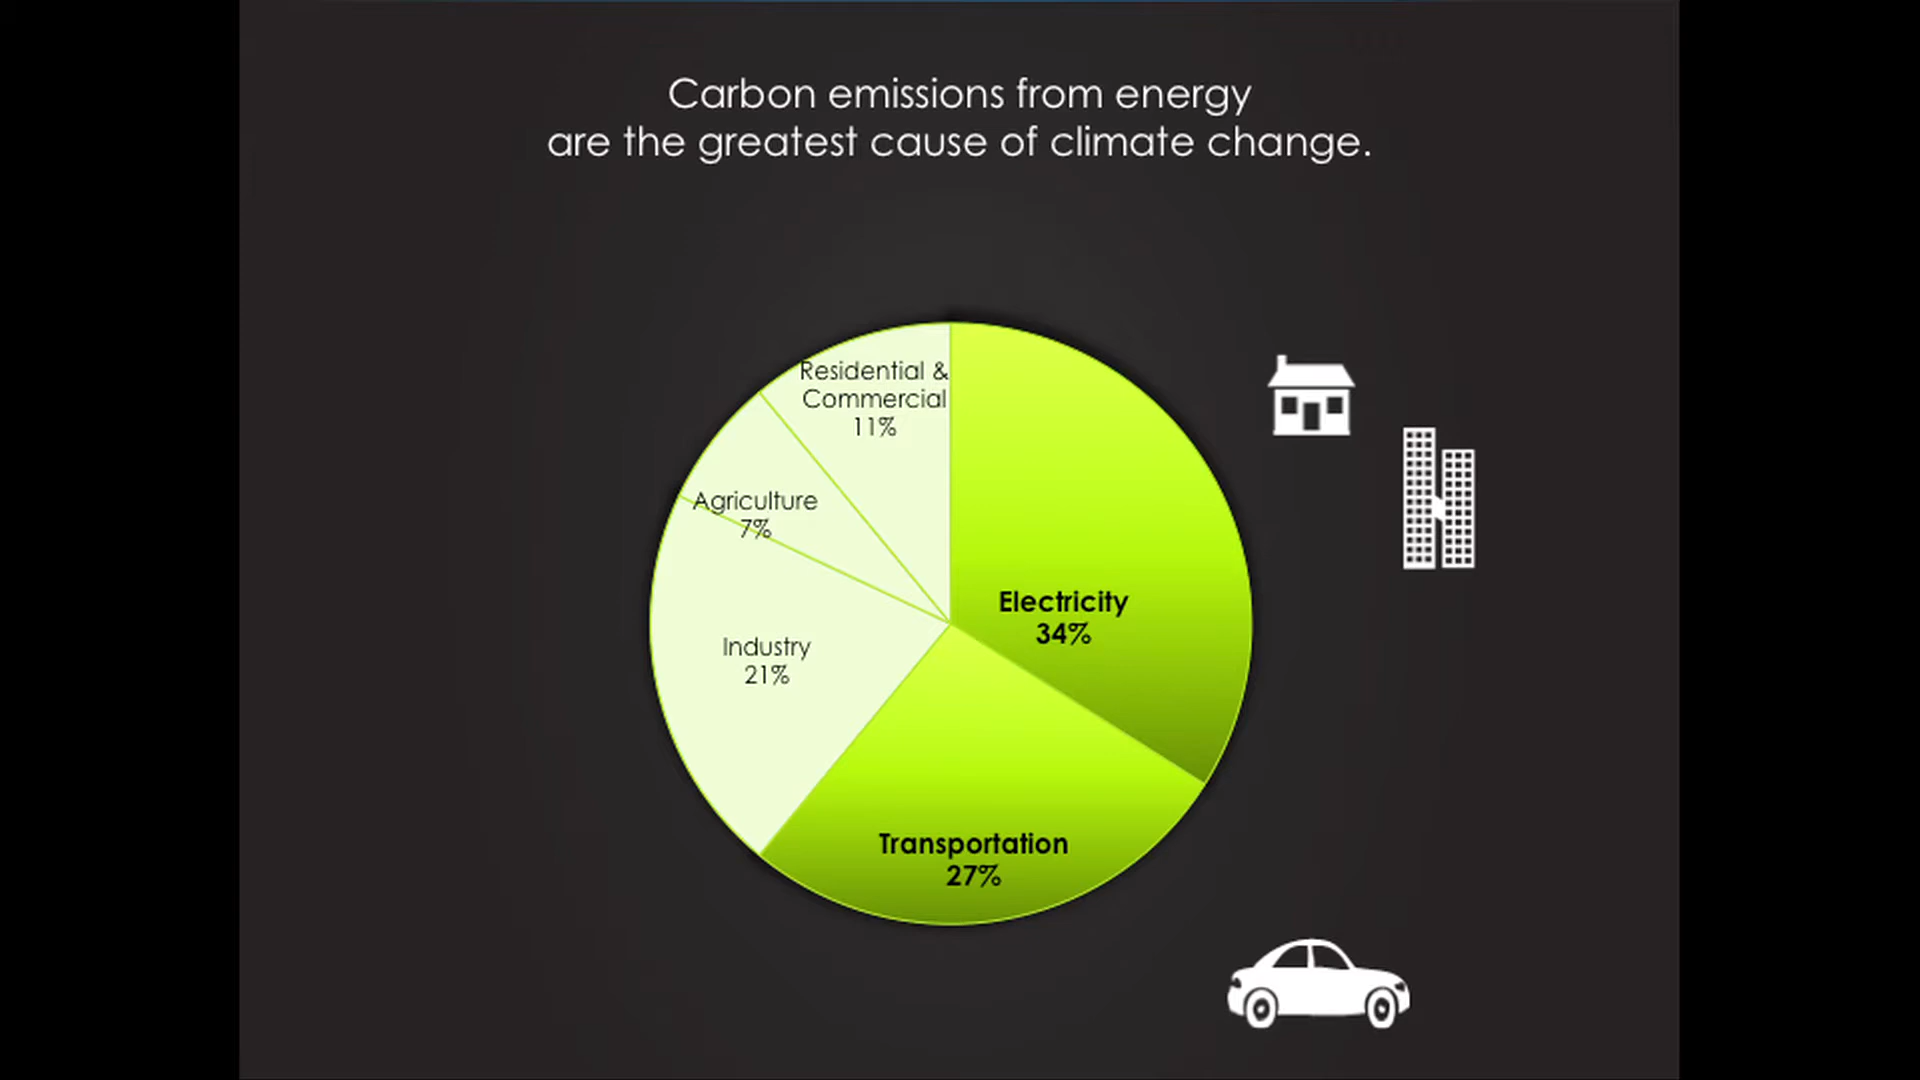 Carbon emissions from energy
are the greatest cause of climate change.
Residential &
Commercial
11%
Agriculture
7%
Electricity
34%
Industry
21%
Transportation
27%